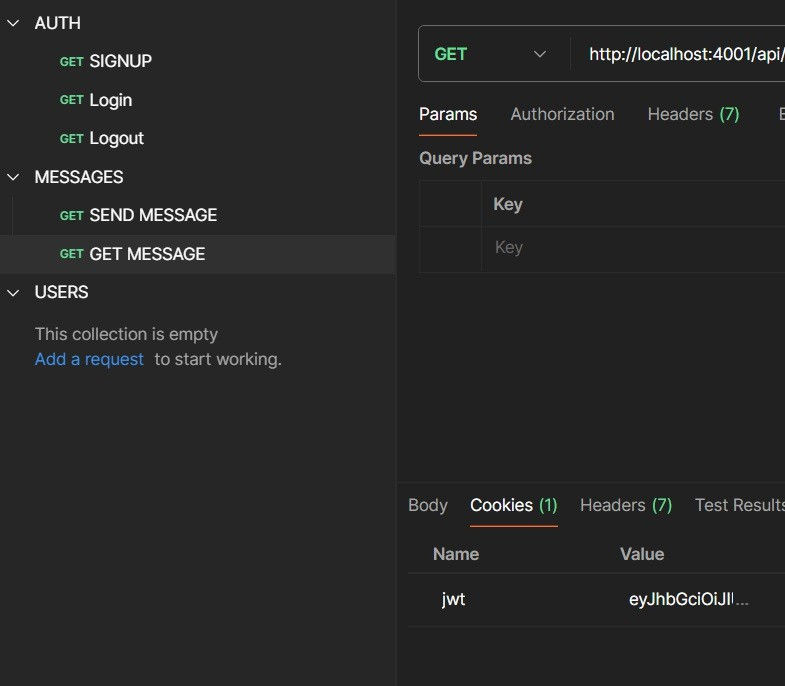 AUTH
GET SIGNUP
GET Login
GET Logout
MESSAGES
GET SEND MESSAGE
GET GET MESSAGE
USERS
This collection is empty
Add a request to start working.
GET http://localhost:4001/api/
Params Authorization Headers (7)
Query Params
Key
Key
Body Cookies (1) Headers (7) Test Results
Name Value
jwt eyJhbGciOiJI...